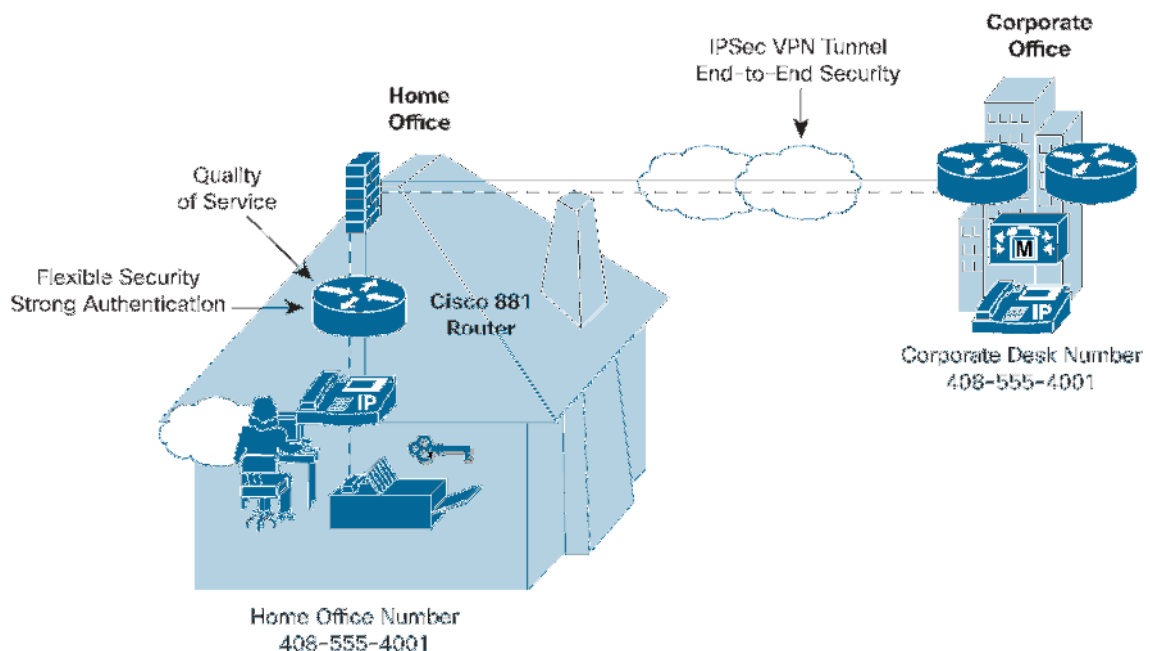 IPSec VPN Tunnel
End-to-End Security
Corporate
Office
Home
Office
Quality
of Service
Flexible Security
Strong Authentication
Cisco 881
Router
M
IP
IP
Corporate Desk Number
408-555-4001
Home Office Number
408-555-4001